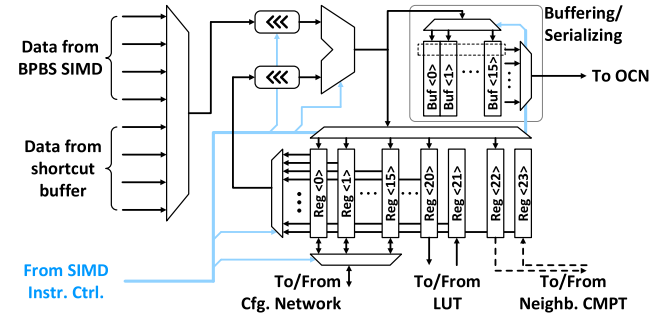 Buffering/
Serializing
Data from
BPBS SIMD
<<<
<<<
Buf <0>
Buf <1>
Buf <15>
To OCN
Data from
shortcut
buffer
Reg <0>
Reg <1>
Reg <15>
Reg <20>
Reg <21>
Reg <22>
Reg <23>
From SIMD
Instr. Ctrl.
To/From
Cfg. Network
To/From
LUT
To/From
Neighb. CMPT